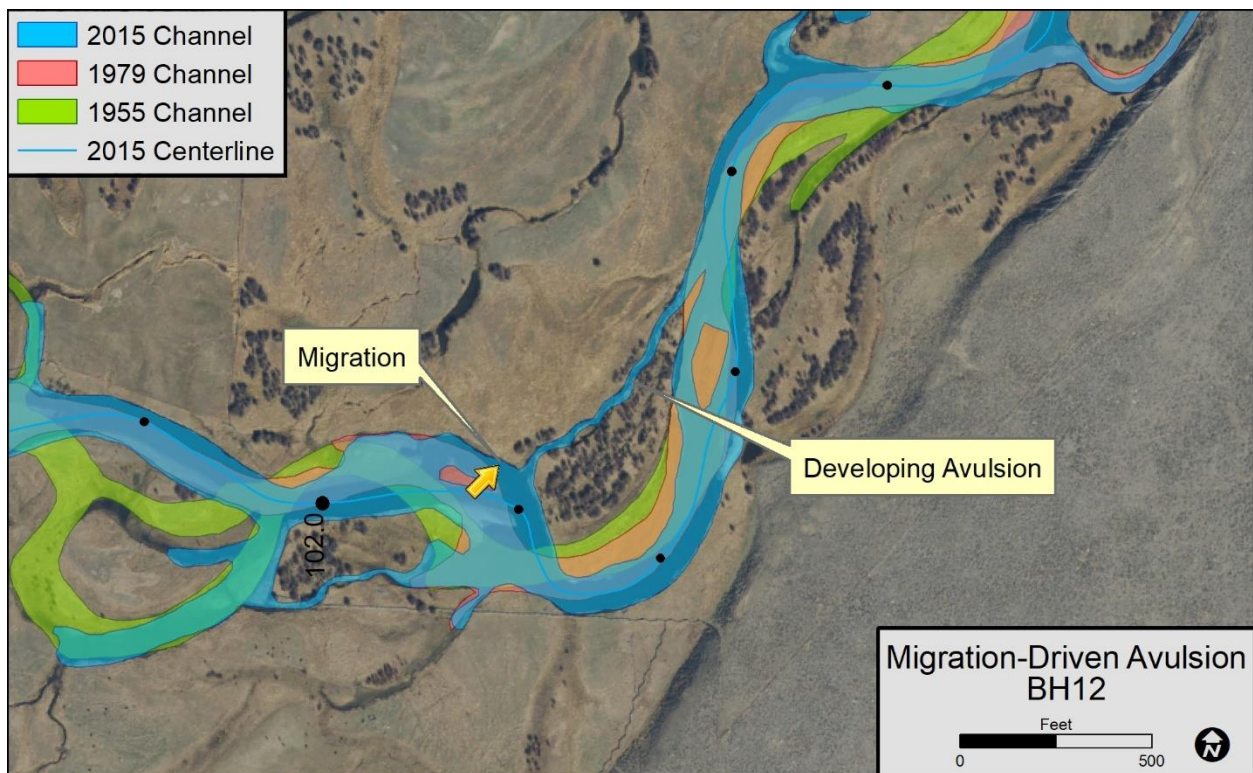 2015 Channel
1979 Channel
1955 Channel
2015 Centerline
Migration
Developing Avulsion
102.0
Migration-Driven Avulsion
BH12
Feet
0 500
N